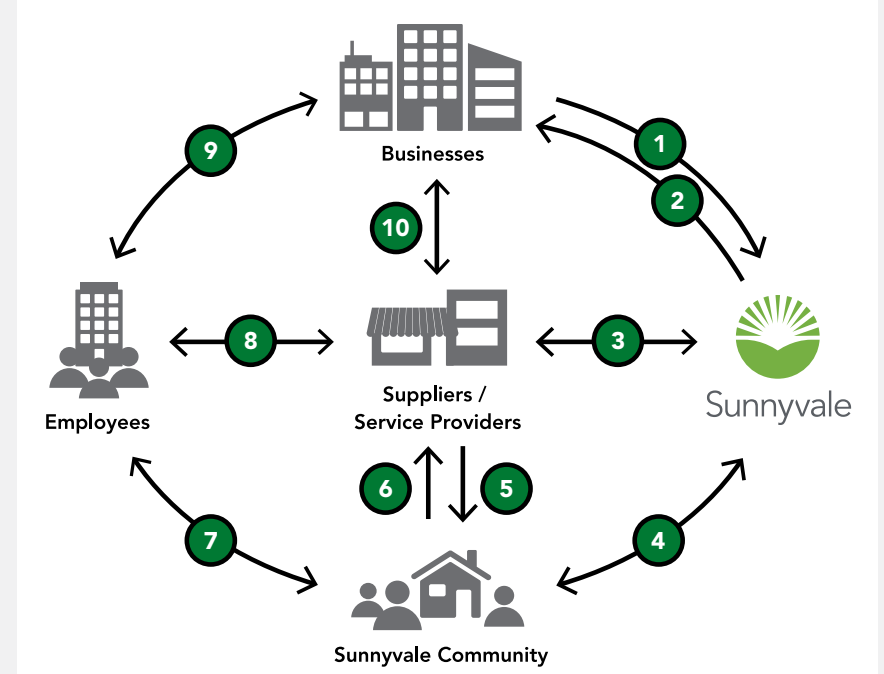 Businesses
1
2
9
10
8
3
Employees
Suppliers /
Service Providers
Sunnyvale
6
5
7
4
Sunnyvale Community